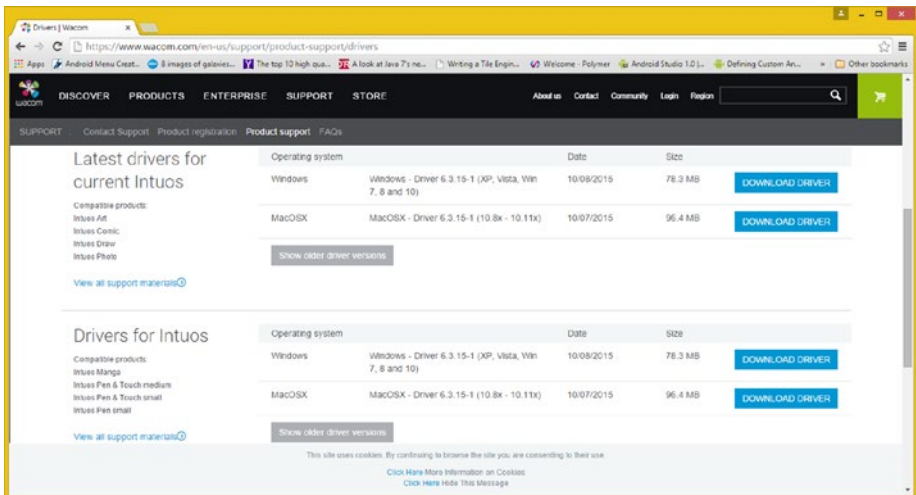 Drivers | Wacom
https://www.wacom.com/en-us/support/product-support/drivers
Apps Android Menu Creat... 8 images of galaxies... The top 10 high qua... A look at Java 7's ne... Writing a Tile Engin... Welcome - Polymer Android Studio 1.0 |... Defining Custom An... » Other bookmarks
wacom DISCOVER PRODUCTS ENTERPRISE SUPPORT STORE About us Contact Community Login Region
SUPPORT : Contact Support Product registration Product support FAQs
Latest drivers for
current Intuos
Compatible products:
Intuos Art
Intuos Comic
Intuos Draw
Intuos Photo
View all support materials
Operating system Date Size
Windows Windows - Driver 6.3.15-1 (XP, Vista, Win
7, 8 and 10) 10/08/2015 78.3 MB DOWNLOAD DRIVER
MacOSX MacOSX - Driver 6.3.15-1 (10.8x - 10.11x) 10/07/2015 96.4 MB DOWNLOAD DRIVER
Show older driver versions
Drivers for Intuos
Compatible products:
Intuos Manga
Intuos Pen & Touch medium
Intuos Pen & Touch small
Intuos Pen small
View all support materials
Operating system Date Size
Windows Windows - Driver 6.3.15-1 (XP, Vista, Win
7, 8 and 10) 10/08/2015 78.3 MB DOWNLOAD DRIVER
MacOSX MacOSX - Driver 6.3.15-1 (10.8x - 10.11x) 10/07/2015 96.4 MB DOWNLOAD DRIVER
Show older driver versions
This site uses cookies. By continuing to browse the site you are consenting to their use
Click Here More Information on Cookies
Click Here Hide This Message